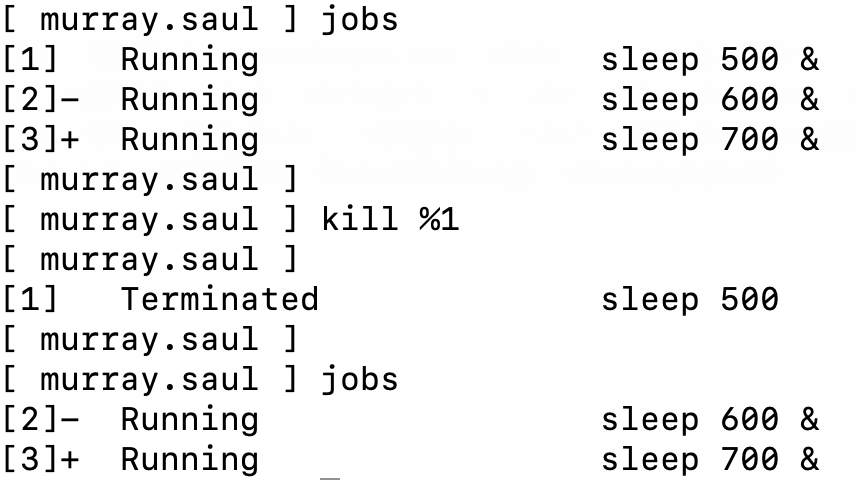 [ murray.saul ] jobs
[1]   Running                 sleep 500 &
[2]-  Running                 sleep 600 &
[3]+  Running                 sleep 700 &
[ murray.saul ]
[ murray.saul ] kill %1
[ murray.saul ]
[1]   Terminated              sleep 500
[ murray.saul ]
[ murray.saul ] jobs
[2]-  Running                 sleep 600 &
[3]+  Running                 sleep 700 &